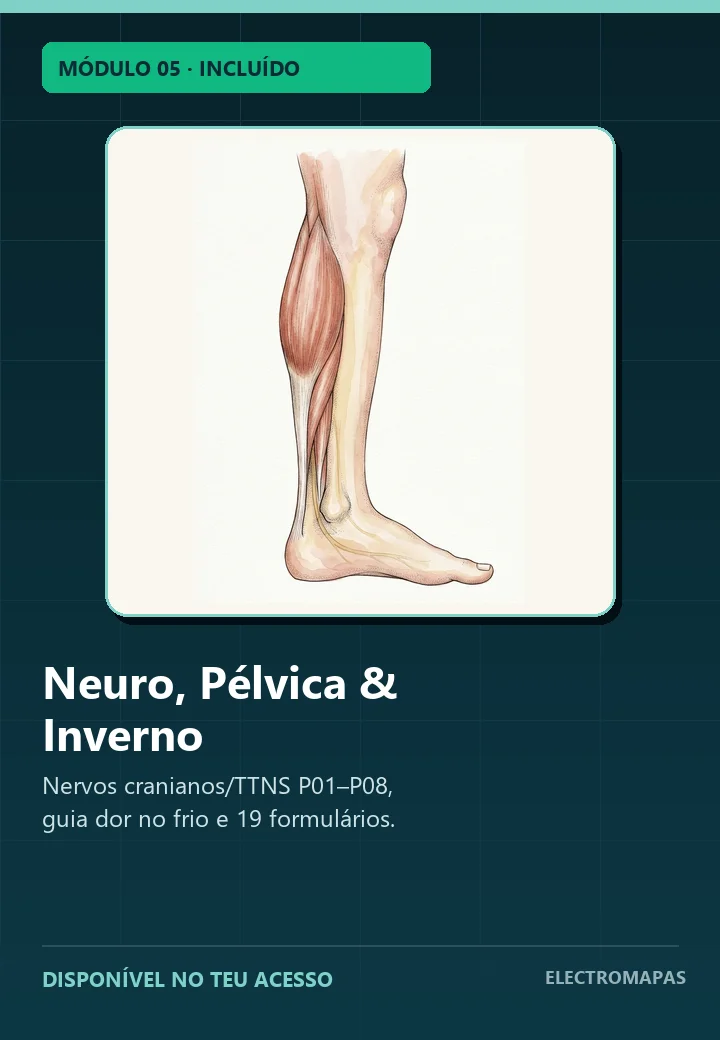 MÓDULO 05 · INCLUÍDO
Neuro, Pélvica &
Inverno
Nervos cranianos/TTNS P01–P08,
guia dor no frio e 19 formulários.
DISPONÍVEL NO TEU ACESSO
ELECTROMAPAS